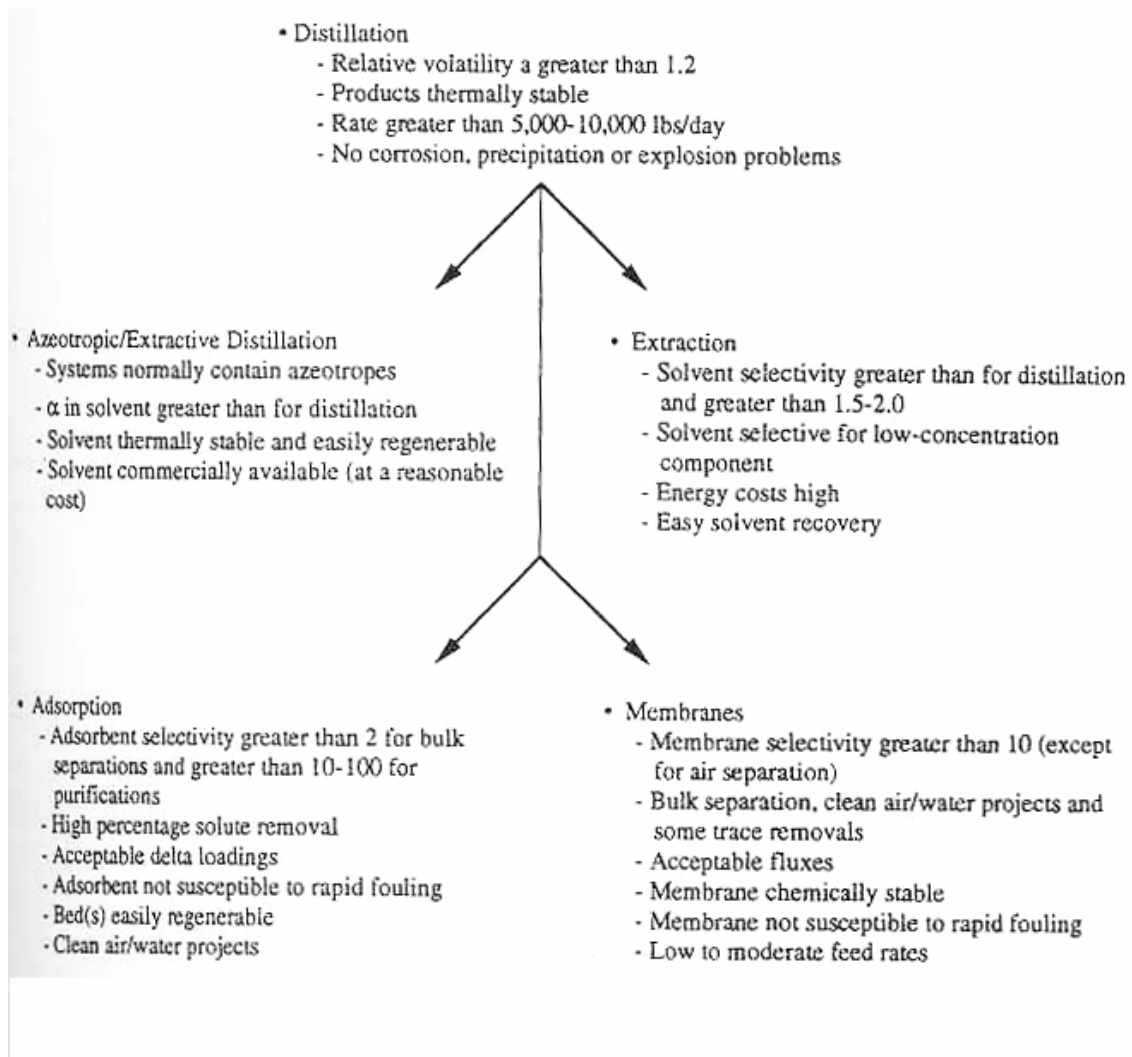 • Distillation
- Relative volatility a greater than 1.2
- Products thermally stable
- Rate greater than 5,000-10,000 lbs/day
- No corrosion, precipitation or explosion problems
• Azeotropic/Extractive Distillation
- Systems normally contain azeotropes
- α in solvent greater than for distillation
- Solvent thermally stable and easily regenerable
- Solvent commercially available (at a reasonable
cost)
• Extraction
- Solvent selectivity greater than for distillation
and greater than 1.5-2.0
- Solvent selective for low-concentration
component
- Energy costs high
- Easy solvent recovery
• Adsorption
- Adsorbent selectivity greater than 2 for bulk
separations and greater than 10-100 for
purifications
- High percentage solute removal
- Acceptable delta loadings
- Adsorbent not susceptible to rapid fouling
- Bed(s) easily regenerable
- Clean air/water projects
• Membranes
- Membrane selectivity greater than 10 (except
for air separation)
- Bulk separation, clean air/water projects and
some trace removals
- Acceptable fluxes
- Membrane chemically stable
- Membrane not susceptible to rapid fouling
- Low to moderate feed rates